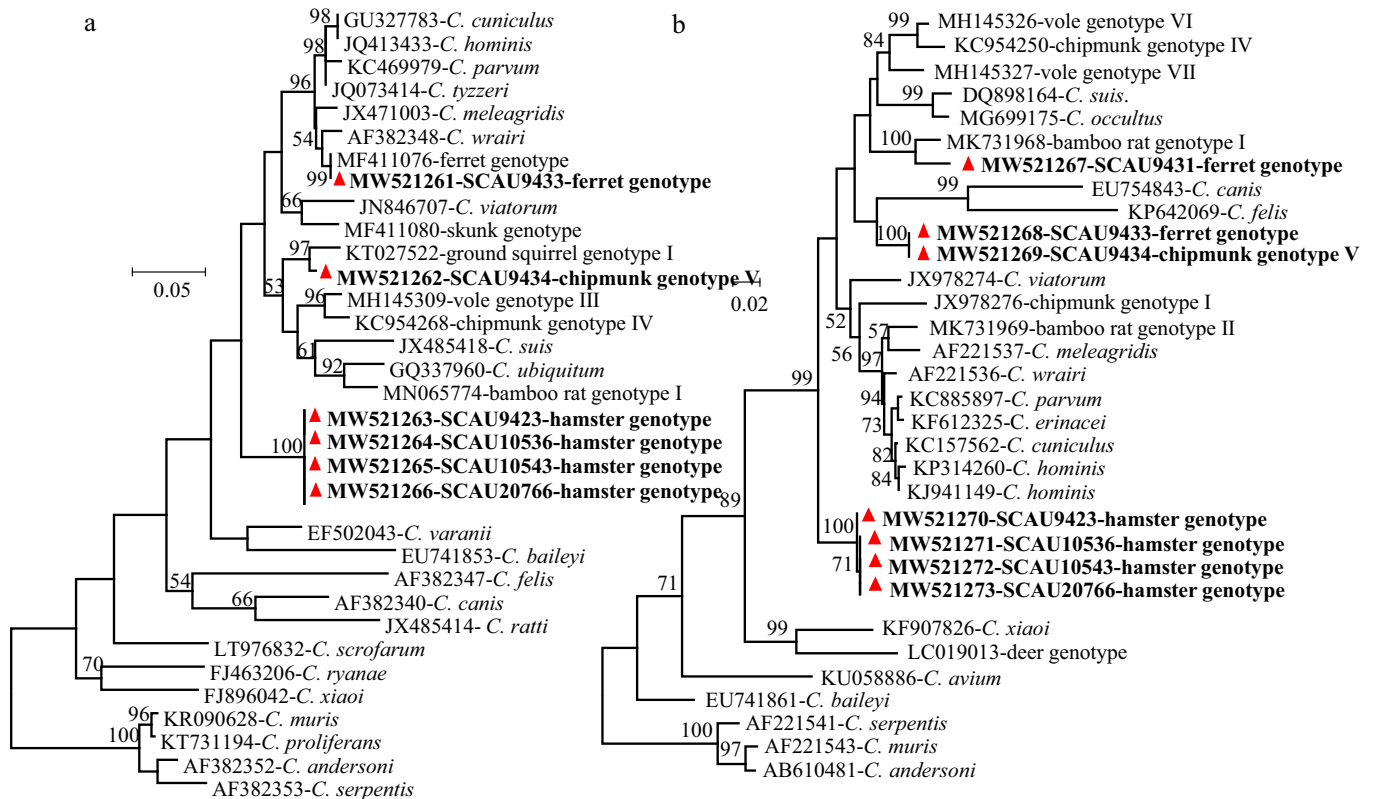 a
98
GU327783-C. cuniculus
JQ413433-C. hominis
98
KC469979-C. parvum
96
JQ073414-C. tyzzeri
JX471003-C. meleagridis
AF382348-C. wrairi
54
MF411076-ferret genotype
99
MW521261-SCAU9433-ferret genotype
66
JN846707-C. viatorum
MF411080-skunk genotype
97
KT027522-ground squirrel genotype I
MW521262-SCAU9434-chipmunk genotype V
0.05
53
96
MH145309-vole genotype III
KC954268-chipmunk genotype IV
61
JX485418-C. suis
92
GQ337960-C. ubiquitum
MN065774-bamboo rat genotype I
MW521263-SCAU9423-hamster genotype
100
MW521264-SCAU10536-hamster genotype
MW521265-SCAU10543-hamster genotype
MW521266-SCAU20766-hamster genotype
EF502043-C. varanii
EU741853-C. baileyi
54
AF382347-C. felis
66
AF382340-C. canis
JX485414- C. ratti
LT976832-C. scrofarum
70
FJ463206-C. ryanae
FJ896042-C. xiaoi
96
KR090628-C. muris
100
KT731194-C. proliferans
AF382352-C. andersoni
AF382353-C. serpentis
b
99
MH145326-vole genotype VI
84
KC954250-chipmunk genotype IV
MH145327-vole genotype VII
99
DQ898164-C. suis.
MG699175-C. occultus
100
MK731968-bamboo rat genotype I
MW521267-SCAU9431-ferret genotype
99
EU754843-C. canis
KP642069-C. felis
100
MW521268-SCAU9433-ferret genotype
MW521269-SCAU9434-chipmunk genotype V
0.02
JX978274-C. viatorum
JX978276-chipmunk genotype I
52
57
MK731969-bamboo rat genotype II
56
97
AF221537-C. meleagridis
AF221536-C. wrairi
99
94
KC885897-C. parvum
73
KF612325-C. erinacei
KC157562-C. cuniculus
82
KP314260-C. hominis
84
KJ941149-C. hominis
89
100
MW521270-SCAU9423-hamster genotype
MW521271-SCAU10536-hamster genotype
71
MW521272-SCAU10543-hamster genotype
MW521273-SCAU20766-hamster genotype
71
99
KF907826-C. xiaoi
LC019013-deer genotype
KU058886-C. avium
EU741861-C. baileyi
100
AF221541-C. serpentis
97
AF221543-C. muris
AB610481-C. andersoni